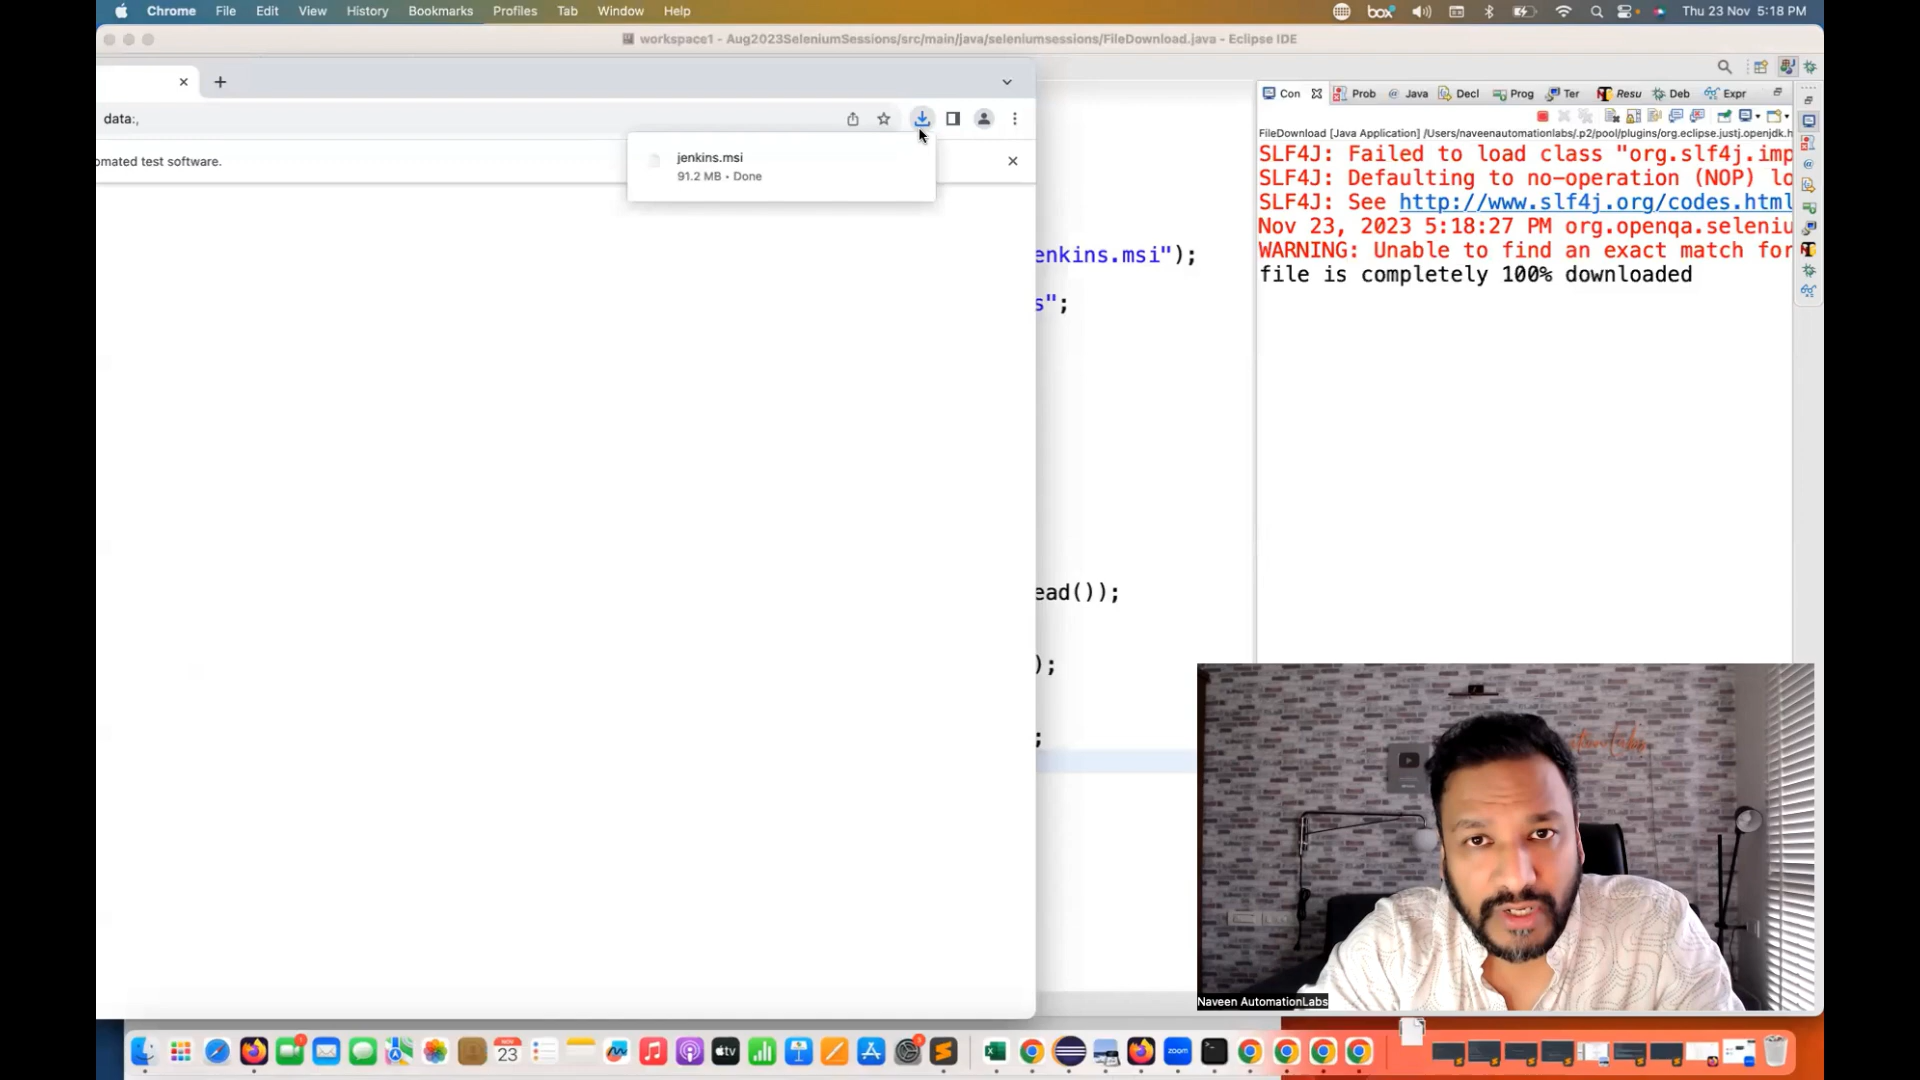 Chrome File Edit View History Bookmarks Profiles Tab Window Help box Thu 23 Nov 5:18 PM
workspace1 - Aug2023SeleniumSessions/src/main/java/seleniumsessions/FileDownload.java - Eclipse IDE
data:,
omated test software.
jenkins.msi
91.2 MB • Done
enkins.msi");
s";
ead());
);
;
Con Prob Java Decl Prog Ter Resu Deb Expr
FileDownload [Java Application] /Users/naveenautomationlabs/.p2/pool/plugins/org.eclipse.justj.openjdk.h
SLF4J: Failed to load class "org.slf4j.imp
SLF4J: Defaulting to no-operation (NOP) lo
SLF4J: See http://www.slf4j.org/codes.html
Nov 23, 2023 5:18:27 PM org.openqa.seleniu
WARNING: Unable to find an exact match for
file is completely 100% downloaded
Naveen AutomationLabs
NOV
23
tv
zoom